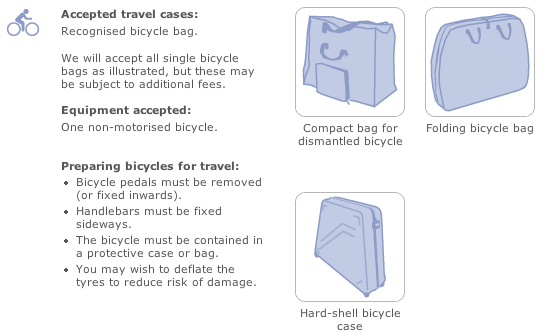 Accepted travel cases:
Recognised bicycle bag.
We will accept all single bicycle
bags as illustrated, but these may
be subject to additional fees.
Equipment accepted:
One non-motorised bicycle.
Preparing bicycles for travel:
• Bicycle pedals must be removed
(or fixed inwards).
• Handlebars must be fixed
sideways.
• The bicycle must be contained in
a protective case or bag.
• You may wish to deflate the
tyres to reduce risk of damage.
Compact bag for
dismantled bicycle
Folding bicycle bag
Hard-shell bicycle
case